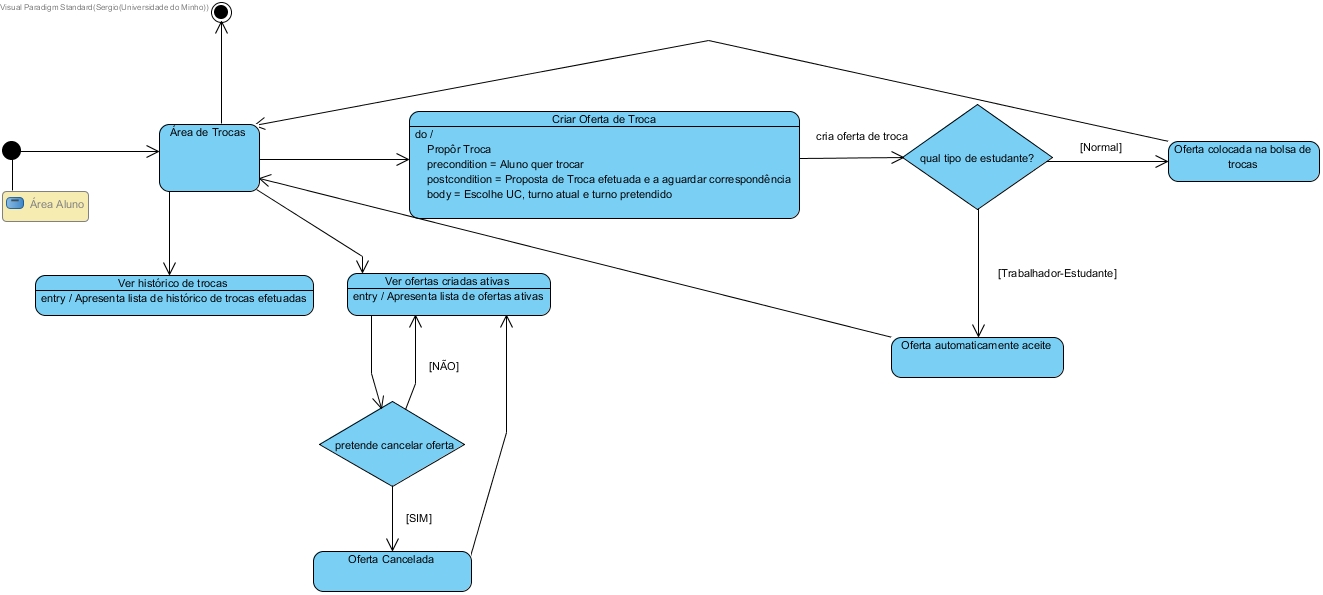 Visual Paradigm Standard(Sergio(Universidade do Minho))
Área de Trocas
Área Aluno
Criar Oferta de Troca
do /
Propôr Troca
precondition = Aluno quer trocar
postcondition = Proposta de Troca efetuada e a aguardar correspondência
body = Escolhe UC, turno atual e turno pretendido
cria oferta de troca
qual tipo de estudante?
[Normal]
Oferta colocada na bolsa de
trocas
[Trabalhador-Estudante]
Oferta automaticamente aceite
Ver histórico de trocas
entry / Apresenta lista de histórico de trocas efetuadas
Ver ofertas criadas ativas
entry / Apresenta lista de ofertas ativas
[NÃO]
pretende cancelar oferta
[SIM]
Oferta Cancelada